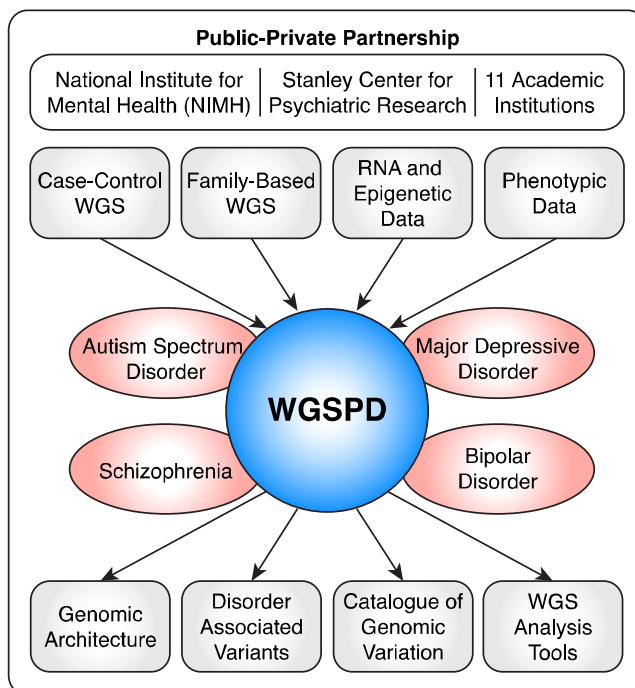 Public-Private Partnership
National Institute for
Mental Health (NIMH)
Stanley Center for
Psychiatric Research
11 Academic
Institutions
Case-Control
WGS
Family-Based
WGS
RNA and
Epigenetic
Data
Phenotypic
Data
Autism Spectrum
Disorder
Major Depressive
Disorder
WGSPD
Schizophrenia
Bipolar
Disorder
Genomic
Architecture
Disorder
Associated
Variants
Catalogue of
Genomic
Variation
WGS
Analysis
Tools